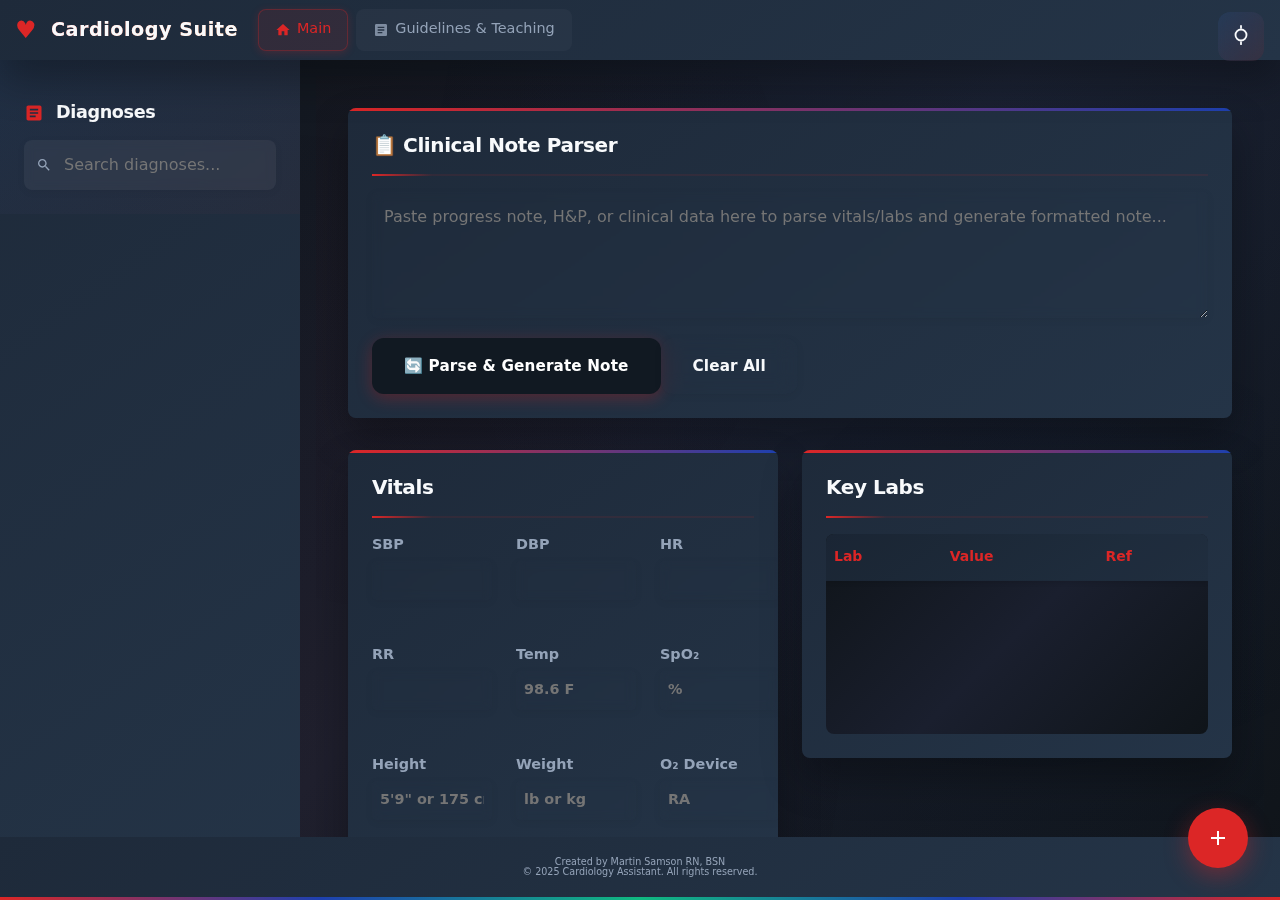 Cardiology Suite
Main
Guidelines & Teaching
Diagnoses
Search diagnoses...
📋 Clinical Note Parser
Paste progress note, H&P, or clinical data here to parse vitals/labs and generate formatted note...
🔄 Parse & Generate Note
Clear All
Vitals
SBP DBP HR
RR Temp SpO₂
98.6 F %
Height Weight O₂ Device
5'9" or 175 c lb or kg RA
Key Labs
Lab Value Ref
+
Created by Martin Samson RN, BSN
© 2025 Cardiology Assistant. All rights reserved.